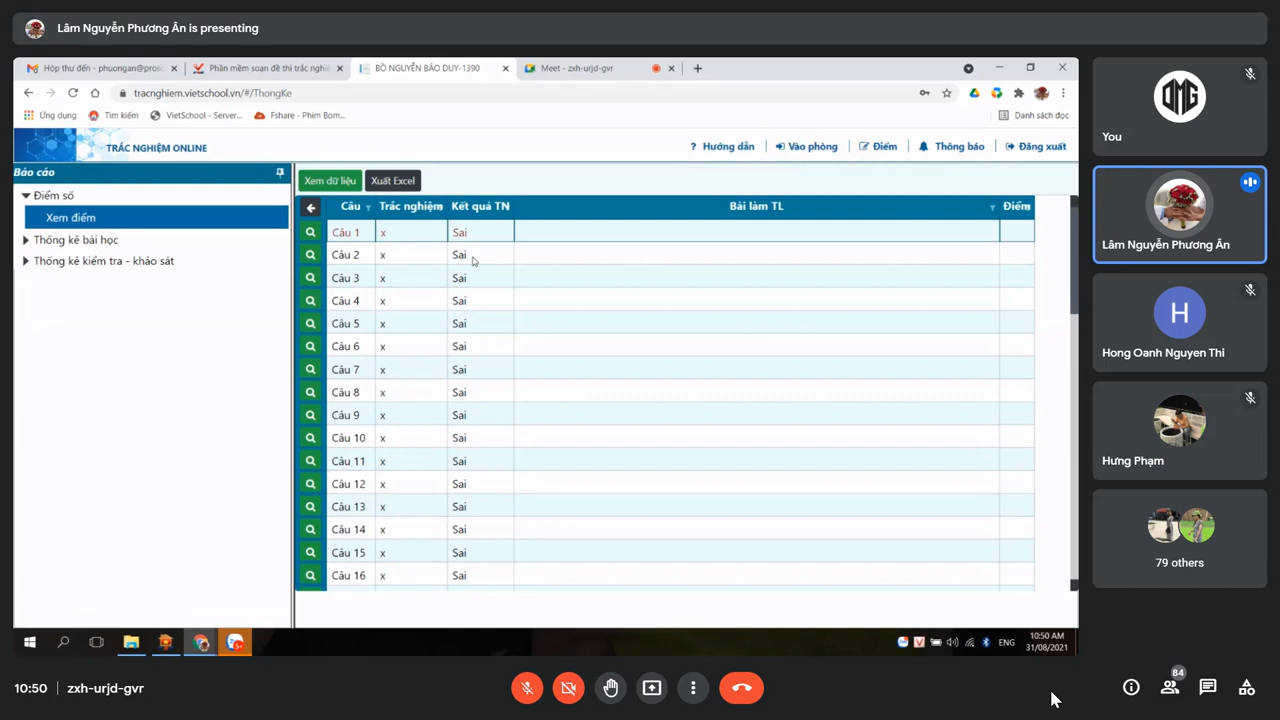 Lâm Nguyễn Phương Ân is presenting
Hộp thư đến - phuongan@prosc
Phần mềm soạn đề thi trắc nghiệ
BỒ NGUYỄN BẢO DUY-1390
Meet - zxh-urjd-gvr
tracnghiem.vietschool.vn/#/ThongKe
Ứng dụng
Tìm kiếm
VietSchool - Server...
Fshare - Phim Bom...
Danh sách đọc
TRẮC NGHIỆM ONLINE
? Hướng dẫn
Vào phòng
Điểm
Thông báo
Đăng xuất
Báo cáo
Điểm số
Xem điểm
Thống kê bài học
Thống kê kiểm tra - khảo sát
Xem dữ liệu
Xuất Excel
Câu Trắc nghiệm Kết quả TN Bài làm TL Điểm
Câu 1 x Sai
Câu 2 x Sai
Câu 3 x Sai
Câu 4 x Sai
Câu 5 x Sai
Câu 6 x Sai
Câu 7 x Sai
Câu 8 x Sai
Câu 9 x Sai
Câu 10 x Sai
Câu 11 x Sai
Câu 12 x Sai
Câu 13 x Sai
Câu 14 x Sai
Câu 15 x Sai
Câu 16 x Sai
ENG
10:50 AM
31/08/2021
OMG
You
Lâm Nguyễn Phương Ân
H
Hong Oanh Nguyen Thi
Hưng Phạm
79 others
10:50 | zxh-urjd-gvr
84